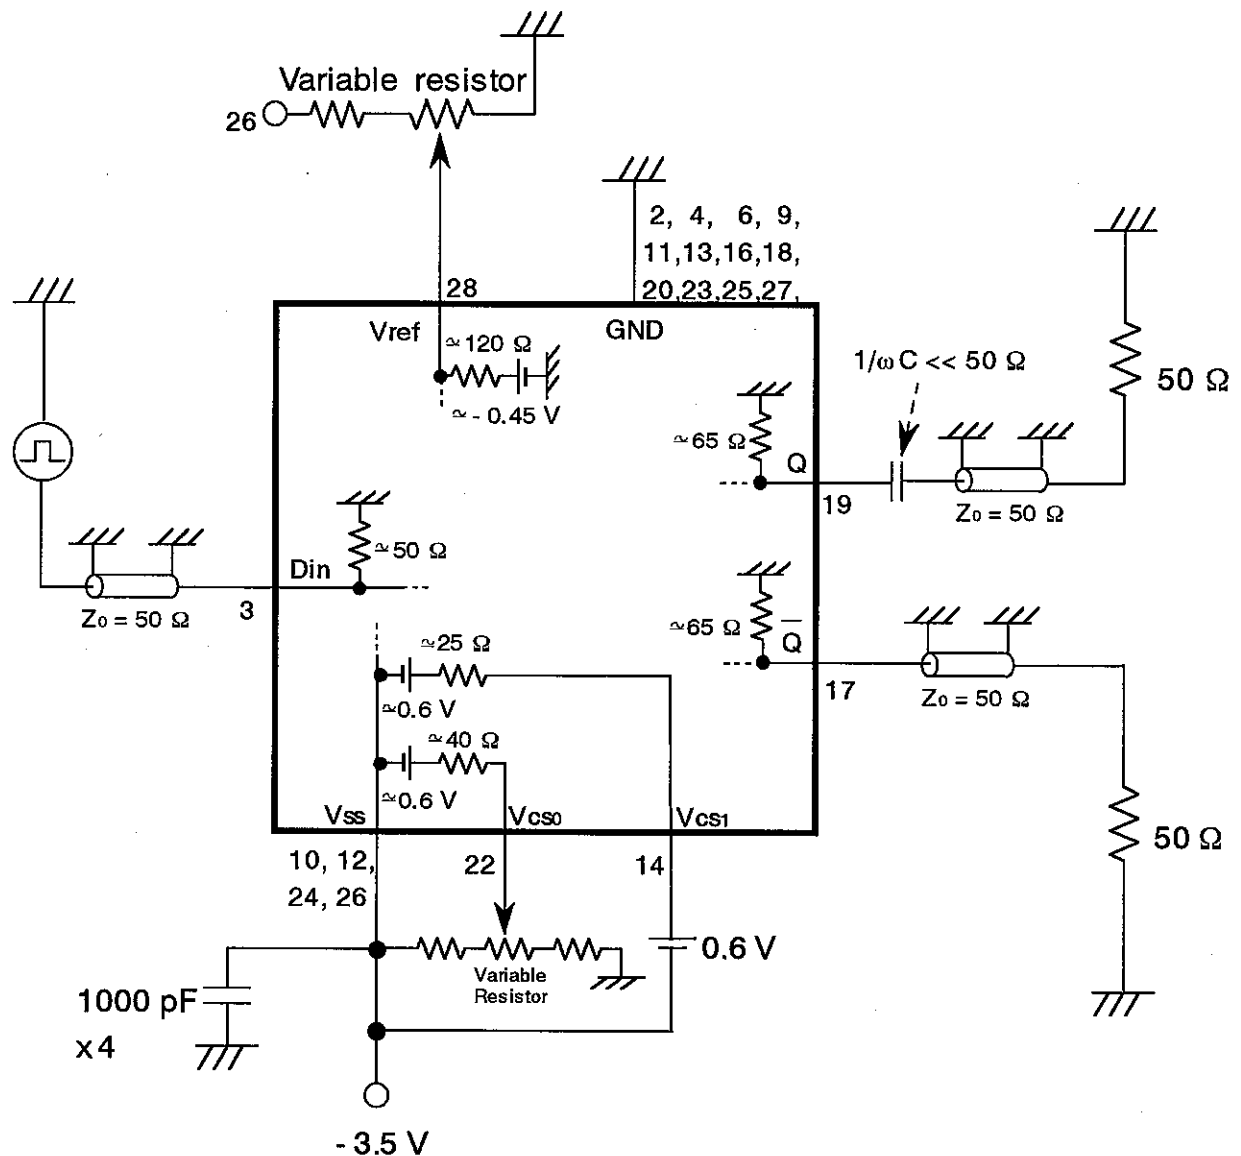 Variable resistor
26
2, 4, 6, 9,
11,13,16,18,
20,23,25,27,
28
Vref
GND
≃120 Ω
≃- 0.45 V
1/ωC << 50 Ω
50 Ω
≃65 Ω
Q
19
Z₀ = 50 Ω
Din
≃50 Ω
3
Z₀ = 50 Ω
≃65 Ω
Q̅
17
Z₀ = 50 Ω
≃25 Ω
≃0.6 V
≃40 Ω
≃0.6 V
VSS
VCS0
VCS1
10, 12,
24, 26
22
14
50 Ω
0.6 V
Variable
Resistor
1000 pF
x4
- 3.5 V